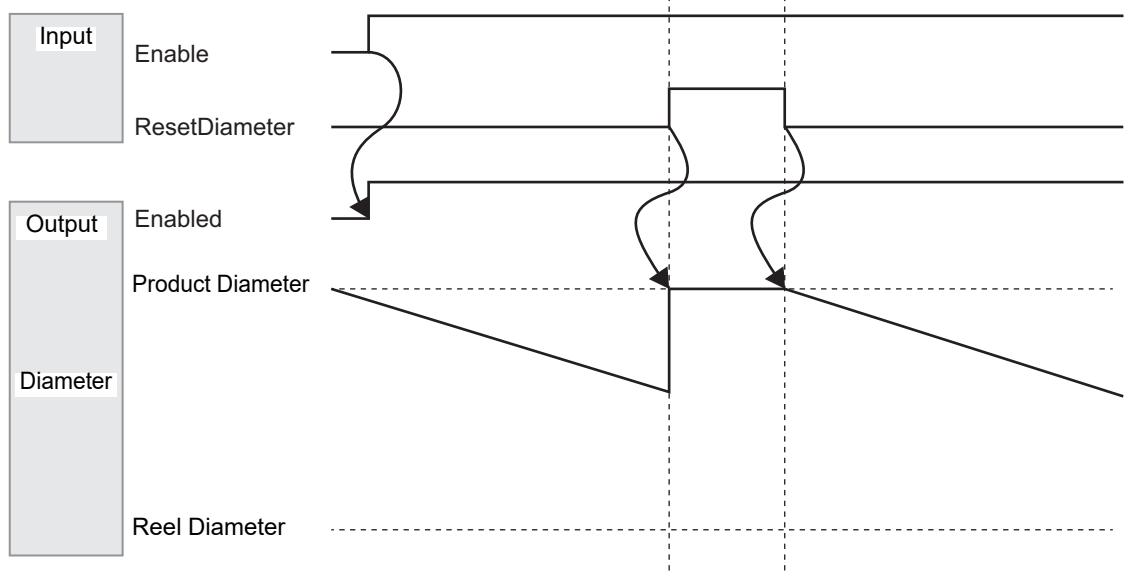 Input
Enable
ResetDiameter
Output
Enabled
Product Diameter
Diameter
Reel Diameter